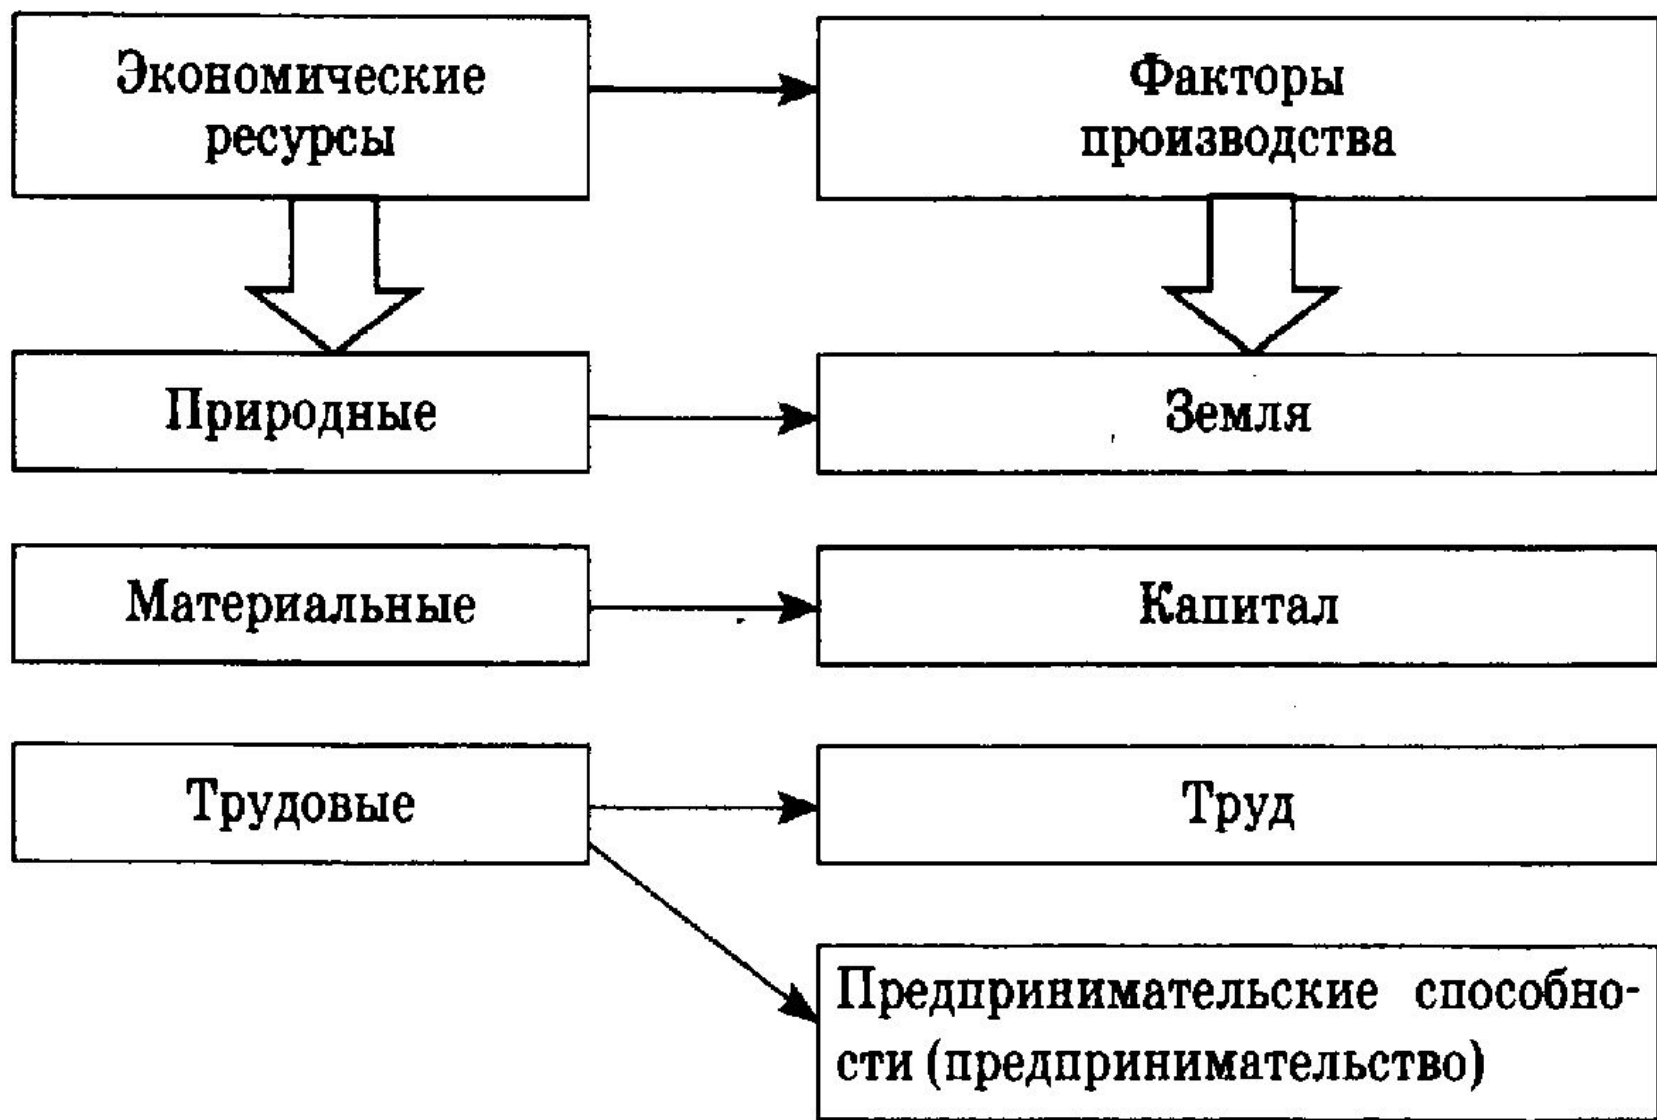 Экономические
ресурсы
Факторы
производства
Природные
Земля
Материальные
Капитал
Трудовые
Труд
Предпринимательские способно-
сти (предпринимательство)